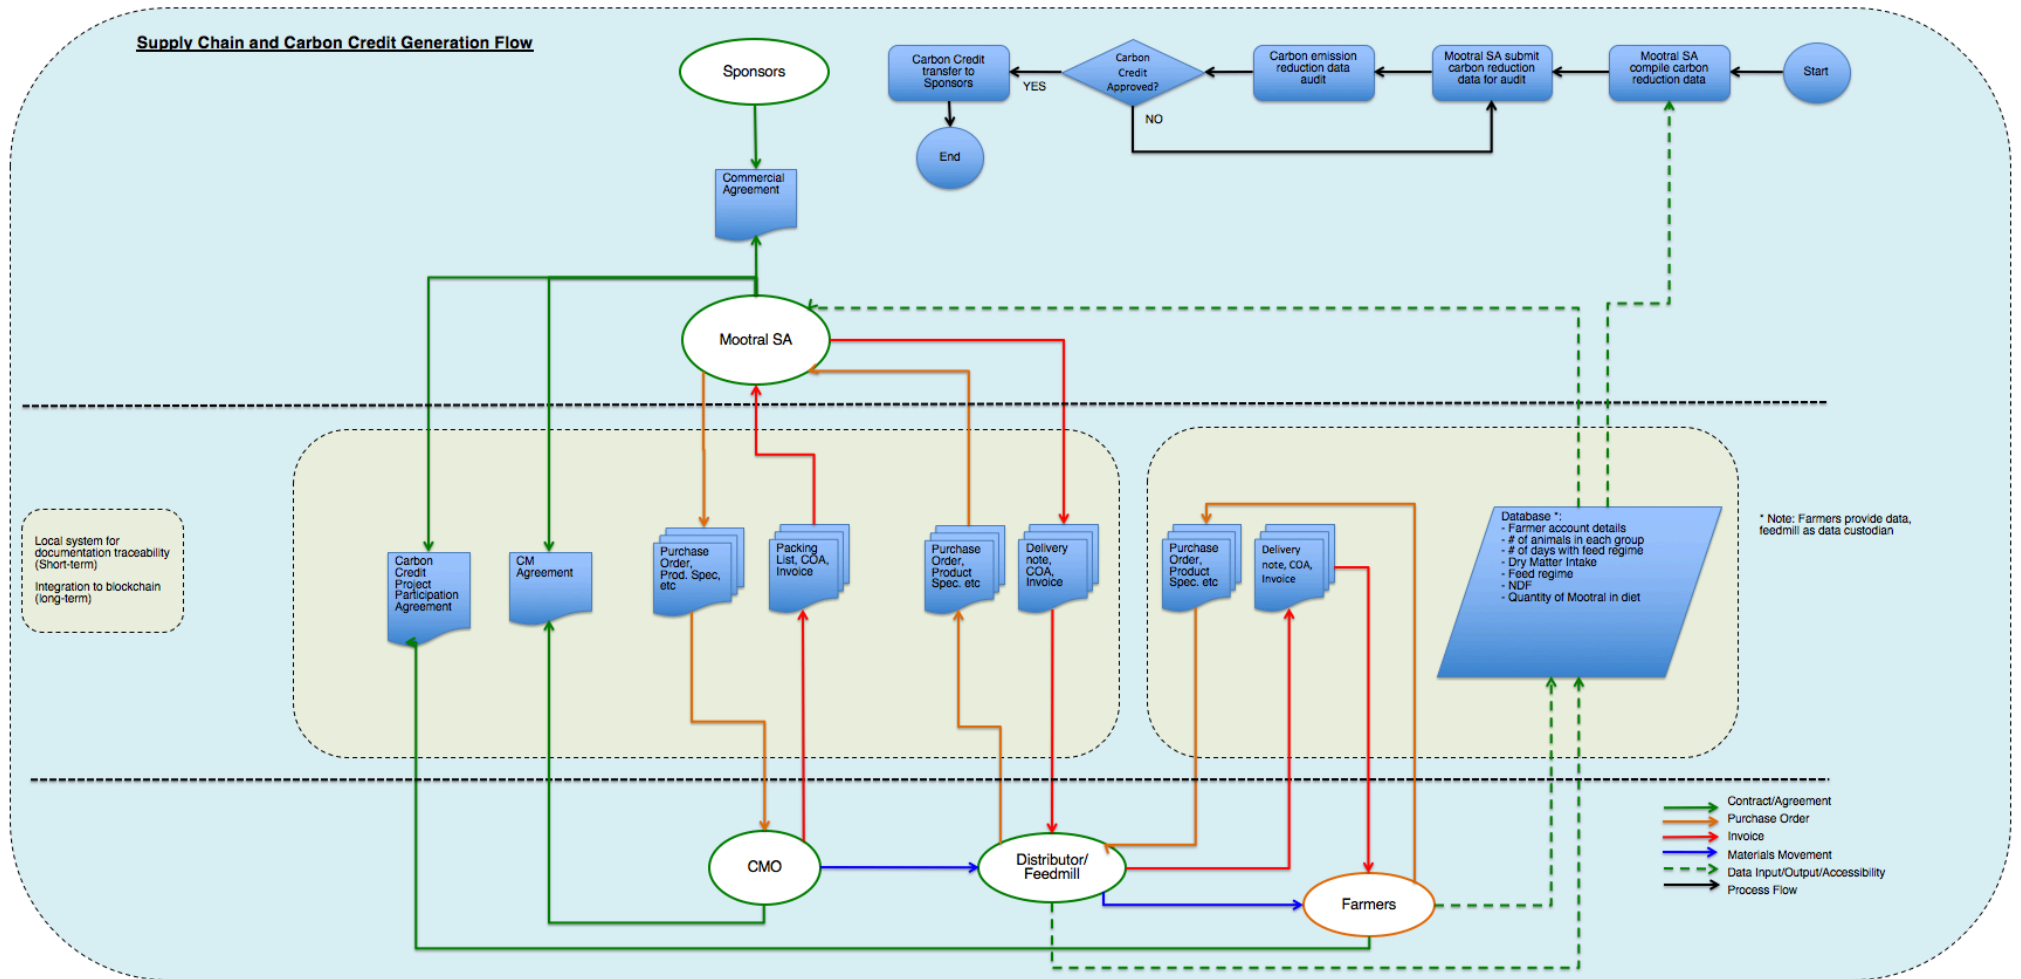 Supply Chain and Carbon Credit Generation Flow
Sponsors
Carbon Credit
transfer to
Sponsors
YES
Carbon
Credit
Approved?
NO
Carbon emission
reduction data
audit
Mootral SA submit
carbon reduction
data for audit
Mootral SA
compile carbon
reduction data
Start
End
Commercial
Agreement
Mootral SA
Local system for
documentation traceability
(Short-term)
Integration to blockchain
(long-term)
Carbon
Credit
Project
Participation
Agreement
CM
Agreement
Purchase
Order,
Prod. Spec,
etc
Packing
List, COA,
Invoice
Purchase
Order,
Product
Spec. etc
Delivery
note,
COA,
Invoice
Purchase
Order,
Product
Spec. etc
Delivery
note, COA,
Invoice
Database *:
- Farmer account details
- # of animals in each group
- # of days with feed regime
- Dry Matter Intake
- Feed regime
- NDF
- Quantity of Mootral in diet
* Note: Farmers provide data,
feedmill as data custodian
CMO
Distributor/
Feedmill
Farmers
Contract/Agreement
Purchase Order
Invoice
Materials Movement
Data Input/Output/Accessibility
Process Flow